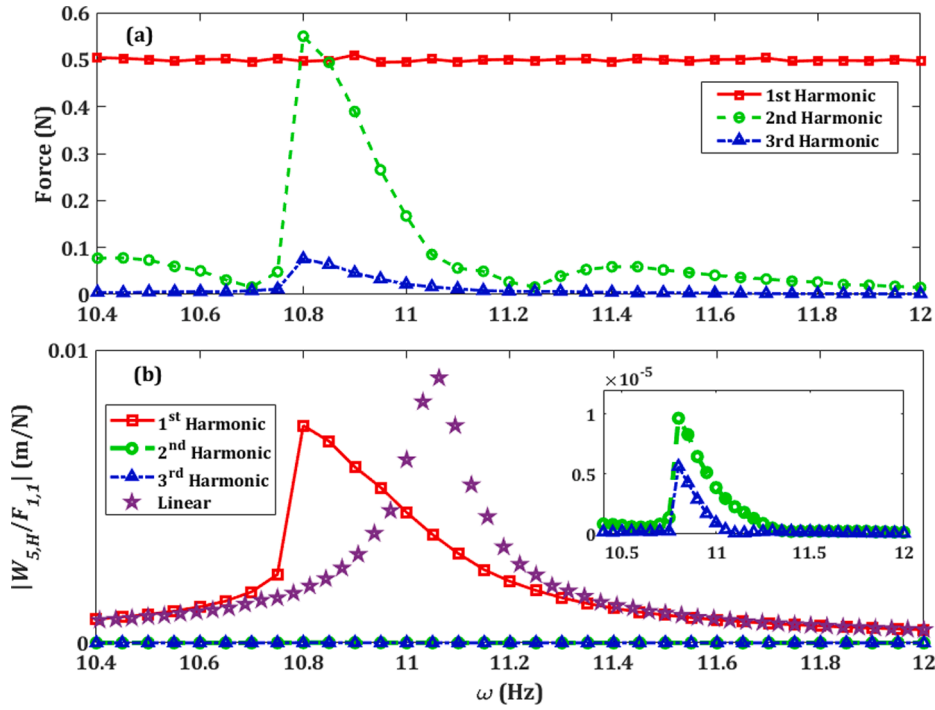 (a)
Force (N)
0.6
0.5
0.4
0.3
0.2
0.1
0
1st Harmonic
2nd Harmonic
3rd Harmonic
10.4 10.6 10.8 11 11.2 11.4 11.6 11.8 12
(b)
|W5,H/F1,1| (m/N)
0.01
0
1st Harmonic
2nd Harmonic
3rd Harmonic
Linear
×10-5
1
0.5
0
10.5 11 11.5 12
10.4 10.6 10.8 11 11.2 11.4 11.6 11.8 12
ω (Hz)